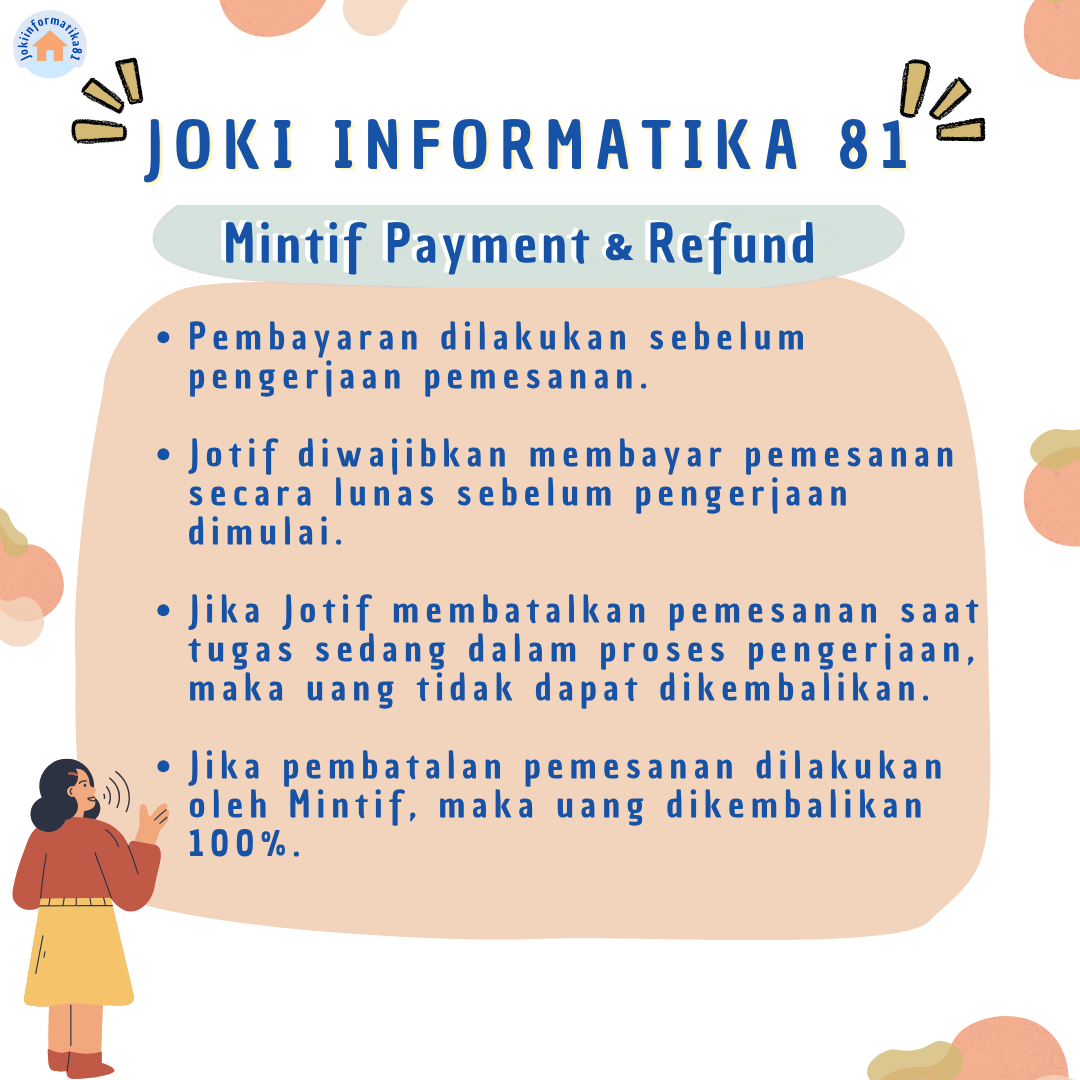 Jokiinformatika81
JOKI INFORMATIKA 81
Mintif Payment & Refund
• Pembayaran dilakukan sebelum
pengerjaan pemesanan.
• Jotif diwajibkan membayar pemesanan
secara lunas sebelum pengerjaan
dimulai.
• Jika Jotif membatalkan pemesanan saat
tugas sedang dalam proses pengerjaan,
maka uang tidak dapat dikembalikan.
• Jika pembatalan pemesanan dilakukan
oleh Mintif, maka uang dikembalikan
100%.